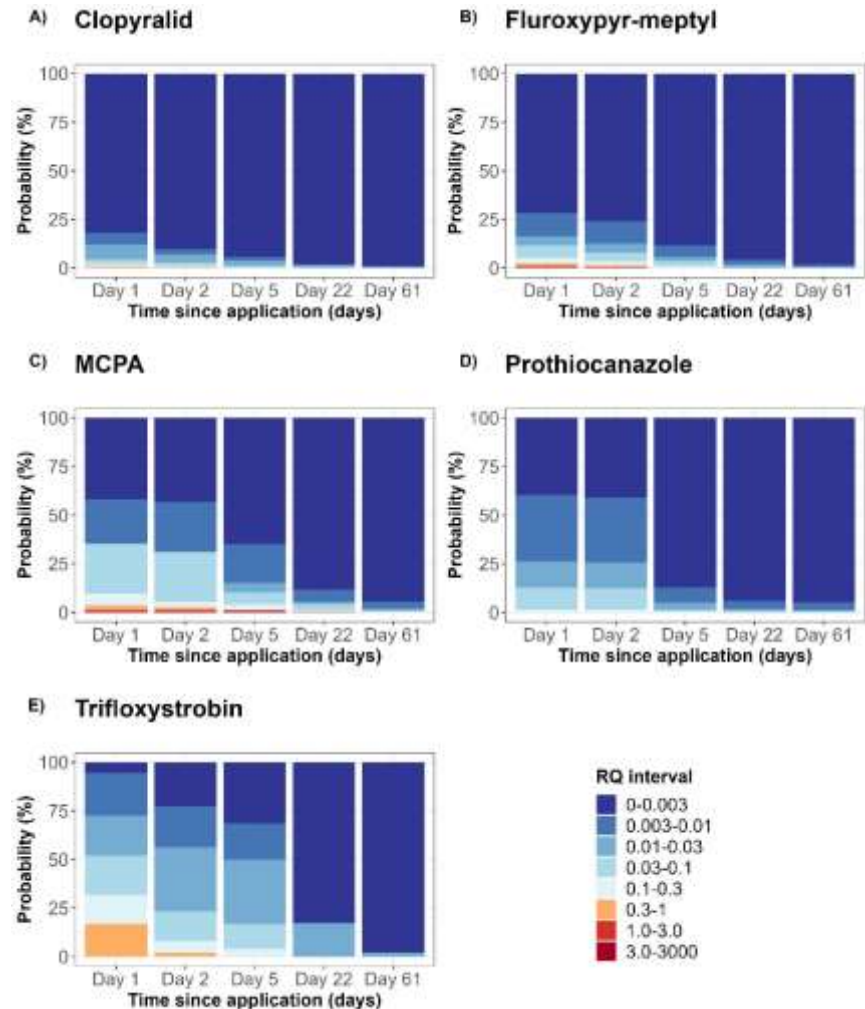 A) Clopyralid
Probability (%)
100
75
50
25
0
Day 1 Day 2 Day 5 Day 22 Day 61
Time since application (days)
B) Fluroxypyr-meptyl
Probability (%)
100
75
50
25
0
Day 1 Day 2 Day 5 Day 22 Day 61
Time since application (days)
C) MCPA
Probability (%)
100
75
50
25
0
Day 1 Day 2 Day 5 Day 22 Day 61
Time since application (days)
D) Prothiocanazole
Probability (%)
100
75
50
25
0
Day 1 Day 2 Day 5 Day 22 Day 61
Time since application (days)
E) Trifloxystrobin
Probability (%)
100
75
50
25
0
Day 1 Day 2 Day 5 Day 22 Day 61
Time since application (days)
RQ interval
0-0.003
0.003-0.01
0.01-0.03
0.03-0.1
0.1-0.3
0.3-1
1.0-3.0
3.0-3000